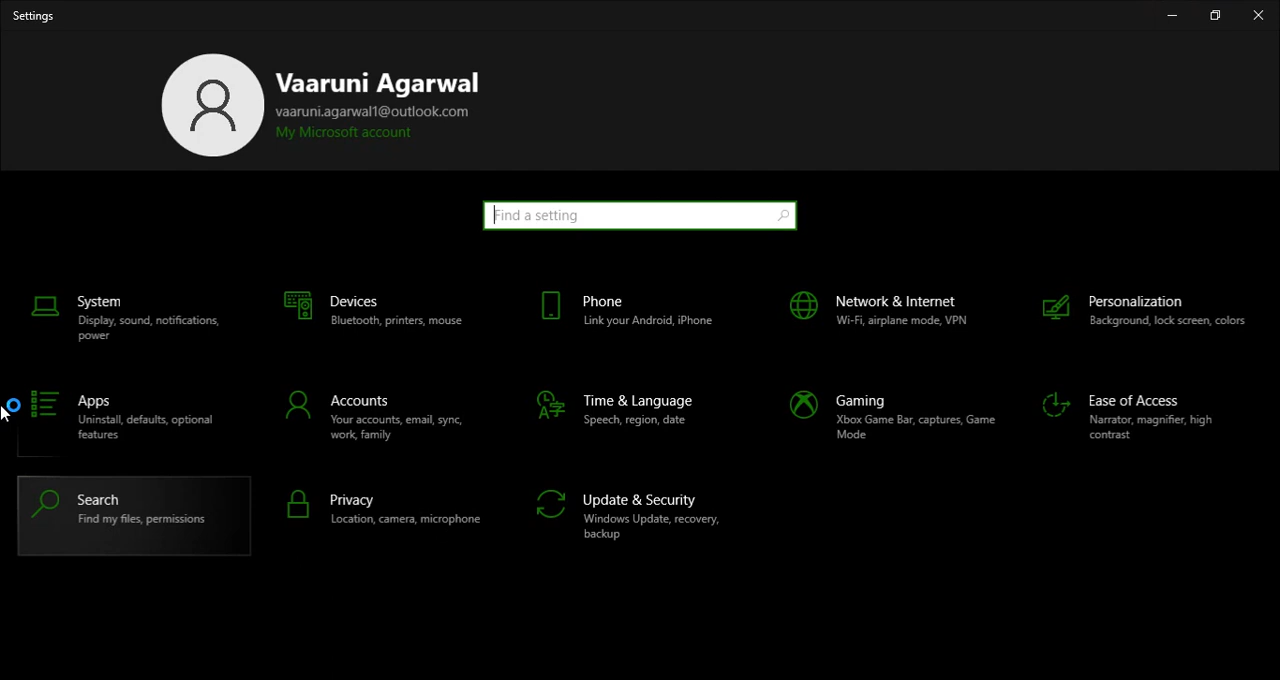 Settings
Vaaruni Agarwal
vaaruni.agarwal1@outlook.com
My Microsoft account
Find a setting
System
Display, sound, notifications,
power
Devices
Bluetooth, printers, mouse
Phone
Link your Android, iPhone
Network & Internet
Wi-Fi, airplane mode, VPN
Personalization
Background, lock screen, colors
Apps
Uninstall, defaults, optional
features
Accounts
Your accounts, email, sync,
work, family
Time & Language
Speech, region, date
Gaming
Xbox Game Bar, captures, Game
Mode
Ease of Access
Narrator, magnifier, high
contrast
Search
Find my files, permissions
Privacy
Location, camera, microphone
Update & Security
Windows Update, recovery,
backup